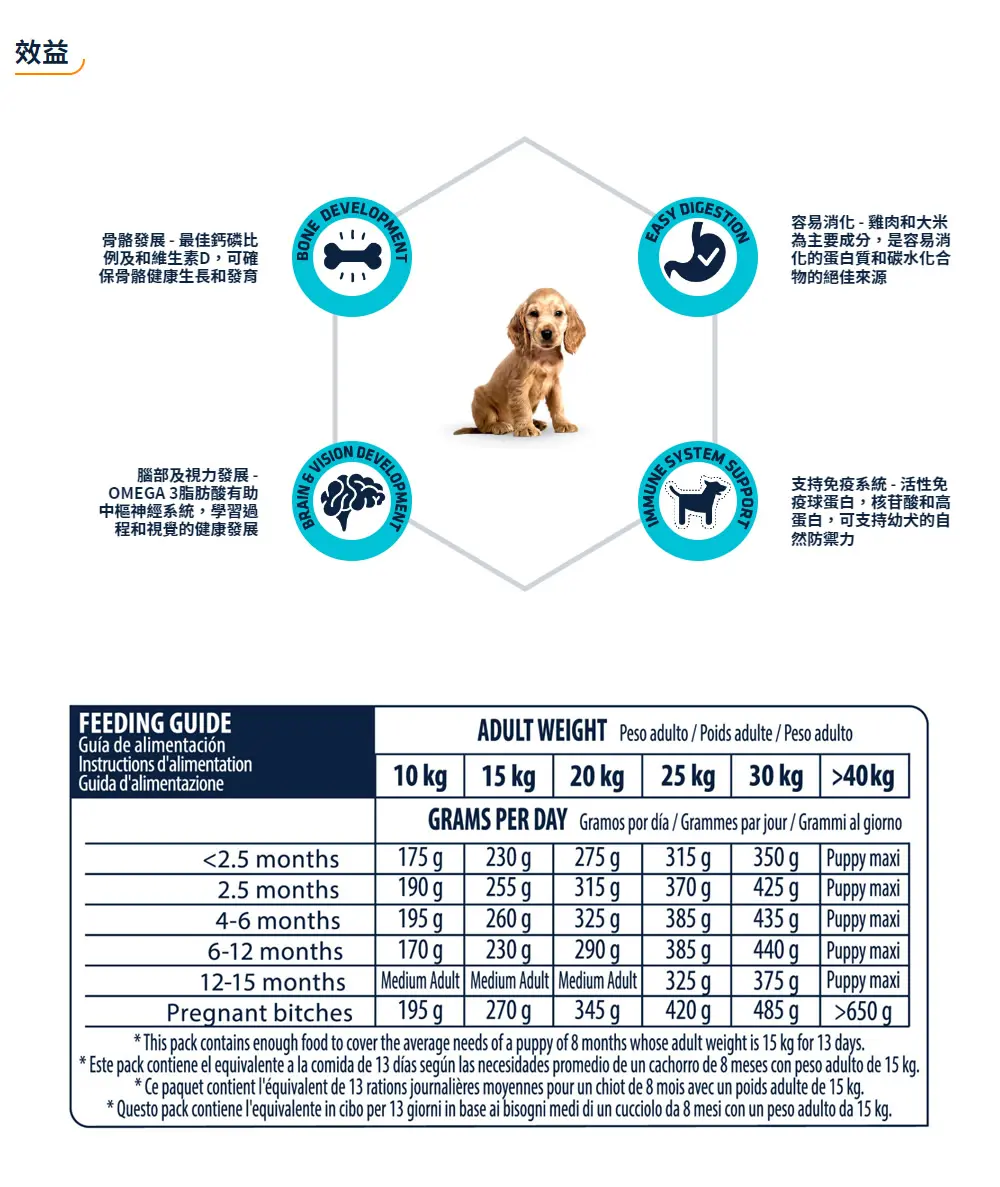 效益
BONE DEVELOPMENT
骨骼發展 - 最佳鈣磷比
例及和維生素D，可確
保骨骼健康生長和發育
EASY DIGESTION
容易消化 - 雞肉和大米
為主要成分，是容易消
化的蛋白質和碳水化合
物的絕佳來源
BRAIN & VISION DEVELOPMENT
腦部及視力發展 -
OMEGA 3脂肪酸有助
中樞神經系統，學習過
程和視覺的健康發展
IMMUNE SYSTEM SUPPORT
支持免疫系統 - 活性免
疫球蛋白，核苷酸和高
蛋白，可支持幼犬的自
然防禦力
FEEDING GUIDE
Guía de alimentación
Instructions d'alimentation
Guida d'alimentazione
ADULT WEIGHT Peso adulto / Poids adulte / Peso adulto
10 kg 15 kg 20 kg 25 kg 30 kg >40kg
GRAMS PER DAY Gramos por día / Grammes par jour / Grammi al giorno
<2.5 months 175 g 230 g 275 g 315 g 350 g Puppy maxi
2.5 months 190 g 255 g 315 g 370 g 425 g Puppy maxi
4-6 months 195 g 260 g 325 g 385 g 435 g Puppy maxi
6-12 months 170 g 230 g 290 g 385 g 440 g Puppy maxi
12-15 months Medium Adult Medium Adult Medium Adult 325 g 375 g Puppy maxi
Pregnant bitches 195 g 270 g 345 g 420 g 485 g >650 g
* This pack contains enough food to cover the average needs of a puppy of 8 months whose adult weight is 15 kg for 13 days.
* Este pack contiene el equivalente a la comida de 13 días según las necesidades promedio de un cachorro de 8 meses con peso adulto de 15 kg.
* Ce paquet contient l'équivalent de 13 rations journalières moyennes pour un chiot de 8 mois avec un poids adulte de 15 kg.
* Questo pack contiene l'equivalente in cibo per 13 giorni in base ai bisogni medi di un cucciolo da 8 mesi con un peso adulto da 15 kg.